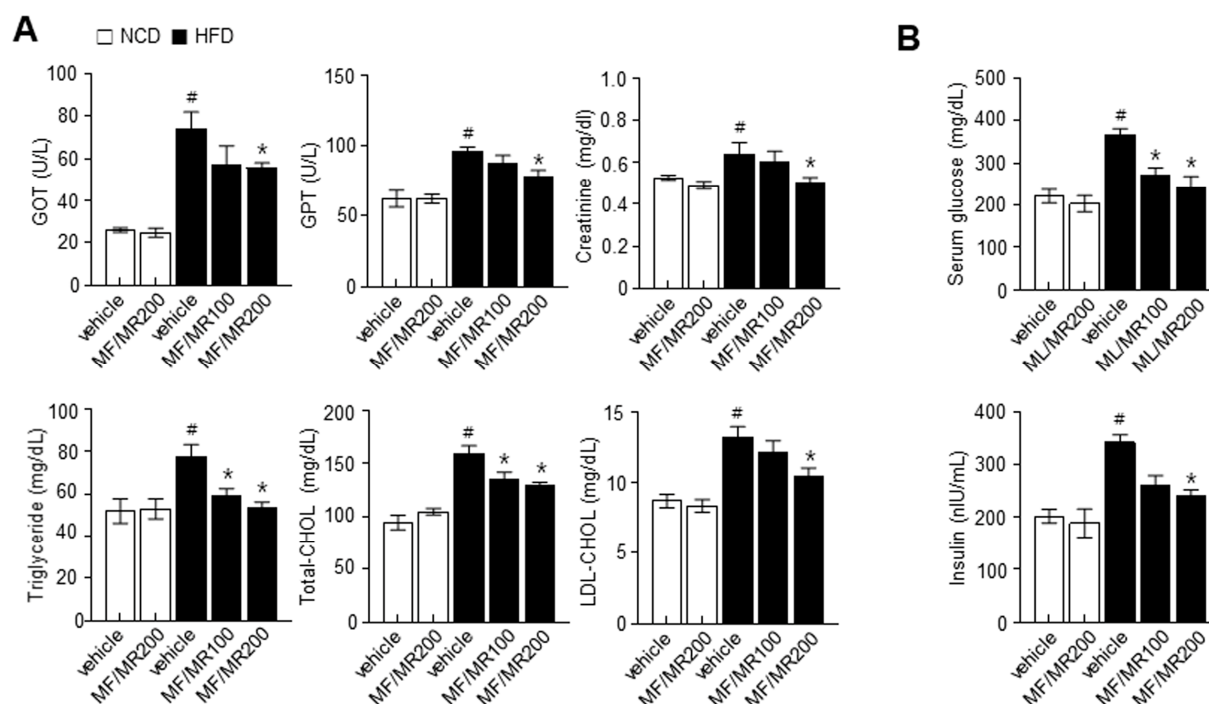 A
NCD HFD
B
GOT (U/L)
100
80
60
40
20
0
#
*
vehicle
MF/MR200
vehicle
MF/MR100
MF/MR200
GPT (U/L)
150
100
50
0
#
*
vehicle
MF/MR200
vehicle
MF/MR100
MF/MR200
Creatinine (mg/dl)
1.0
0.8
0.6
0.4
0.2
0
#
*
vehicle
MF/MR200
vehicle
MF/MR100
MF/MR200
Serum glucose (mg/dL)
500
400
300
200
100
0
#
*
*
vehicle
ML/MR200
vehicle
ML/MR100
ML/MR200
Triglyceride (mg/dL)
100
80
60
40
20
0
#
*
*
vehicle
MF/MR200
vehicle
MF/MR100
MF/MR200
Total-CHOL (mg/dL)
200
150
100
50
0
#
*
*
vehicle
MF/MR200
vehicle
MF/MR100
MF/MR200
LDL-CHOL (mg/dL)
15
10
5
0
#
*
vehicle
MF/MR200
vehicle
MF/MR100
MF/MR200
Insulin (nIU/mL)
400
300
200
100
0
#
*
vehicle
MF/MR200
vehicle
MF/MR100
MF/MR200